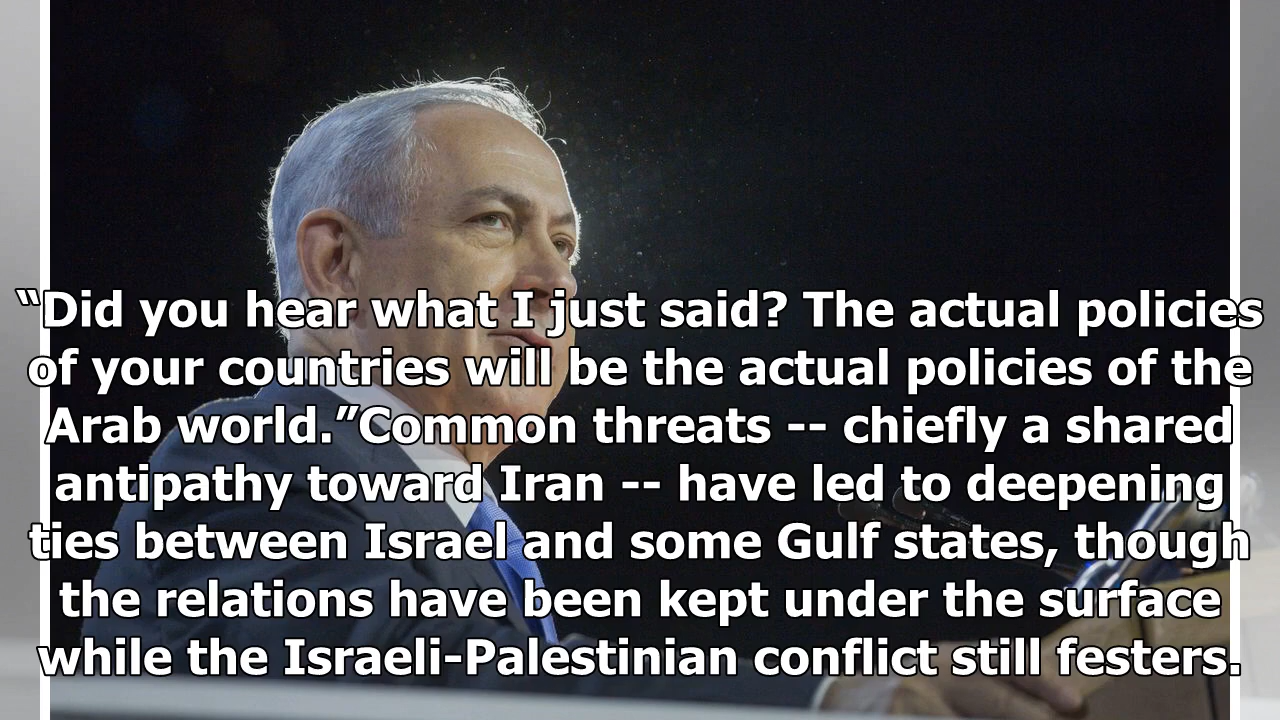 “Did you hear what I just said? The actual policies
of your countries will be the actual policies of the
Arab world.”Common threats -- chiefly a shared
antipathy toward Iran -- have led to deepening
ties between Israel and some Gulf states, though
the relations have been kept under the surface
while the Israeli-Palestinian conflict still festers.